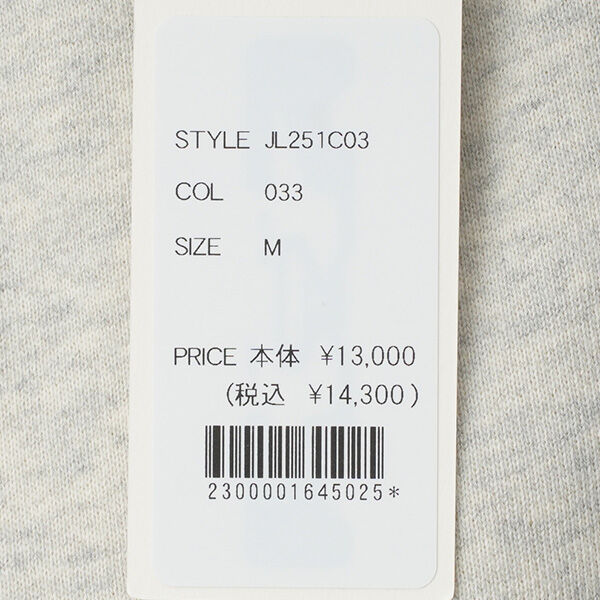 STYLE JL251C03
COL 033
SIZE M
PRICE 本体 ¥13,000
(税込 ¥14,300)
2300001645025*